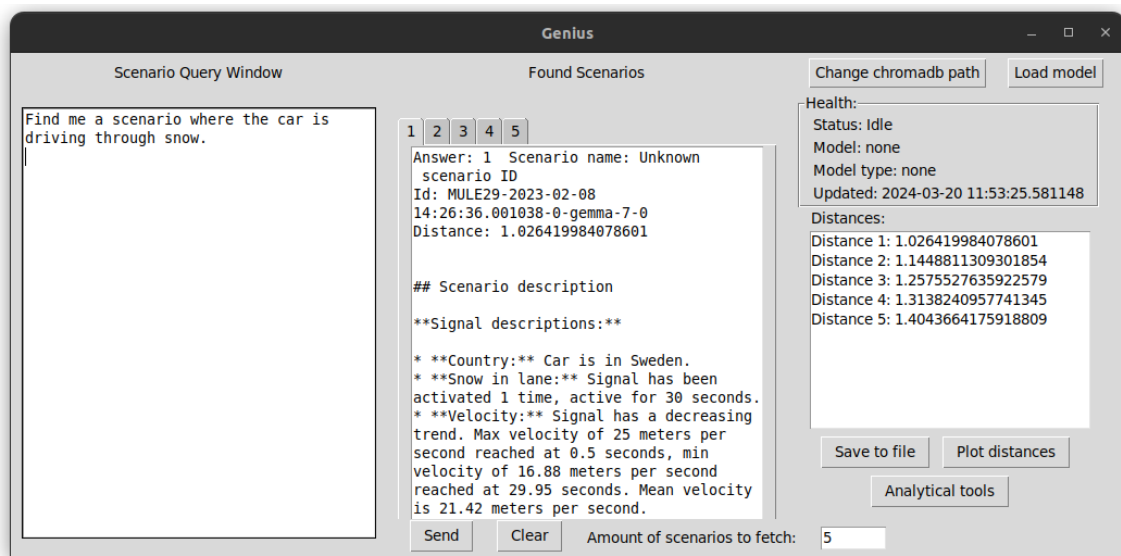 Genius
Scenario Query Window
Found Scenarios
Change chromadb path
Load model
Find me a scenario where the car is
driving through snow.
1 2 3 4 5
Answer: 1  Scenario name: Unknown
scenario ID
Id: MULE29-2023-02-08
14:26:36.001038-0-gemma-7-0
Distance: 1.026419984078601
## Scenario description
**Signal descriptions:**
* **Country:** Car is in Sweden.
* **Snow in lane:** Signal has been
activated 1 time, active for 30 seconds.
* **Velocity:** Signal has a decreasing
trend. Max velocity of 25 meters per
second reached at 0.5 seconds, min
velocity of 16.88 meters per second
reached at 29.95 seconds. Mean velocity
is 21.42 meters per second.
Health:
Status: Idle
Model: none
Model type: none
Updated: 2024-03-20 11:53:25.581148
Distances:
Distance 1: 1.026419984078601
Distance 2: 1.1448811309301854
Distance 3: 1.2575527635922579
Distance 4: 1.3138240957741345
Distance 5: 1.4043664175918809
Save to file
Plot distances
Analytical tools
Send
Clear
Amount of scenarios to fetch:
5